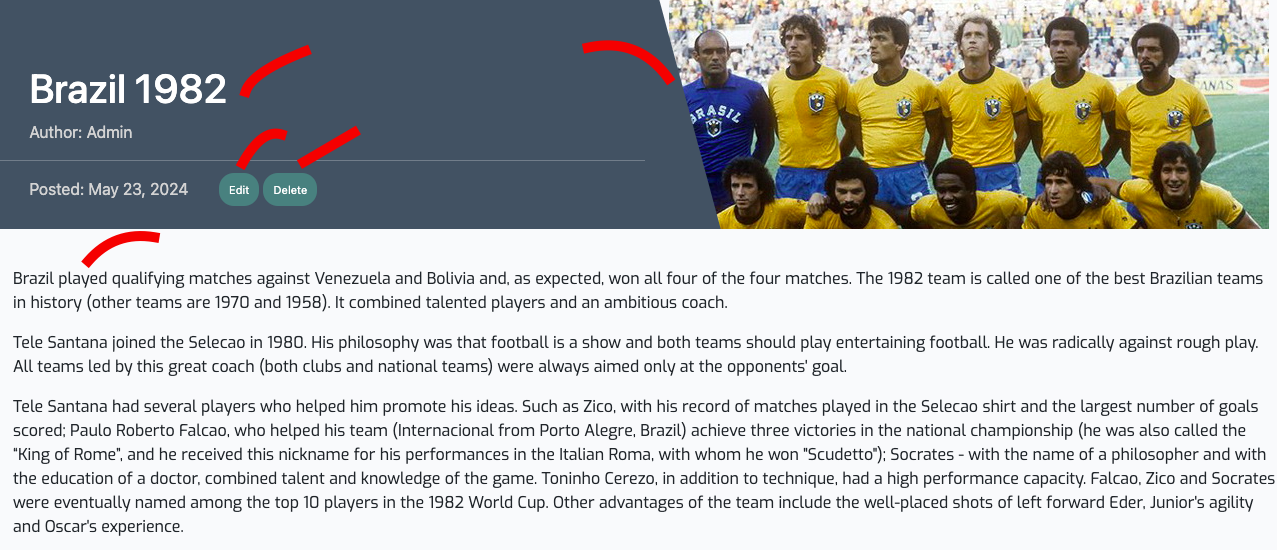 Brazil 1982
Author: Admin
Posted: May 23, 2024
Edit
Delete
BRASIL
ANAS
Brazil played qualifying matches against Venezuela and Bolivia and, as expected, won all four of the four matches. The 1982 team is called one of the best Brazilian teams
in history (other teams are 1970 and 1958). It combined talented players and an ambitious coach.
Tele Santana joined the Selecao in 1980. His philosophy was that football is a show and both teams should play entertaining football. He was radically against rough play.
All teams led by this great coach (both clubs and national teams) were always aimed only at the opponents' goal.
Tele Santana had several players who helped him promote his ideas. Such as Zico, with his record of matches played in the Selecao shirt and the largest number of goals
scored; Paulo Roberto Falcao, who helped his team (Internacional from Porto Alegre, Brazil) achieve three victories in the national championship (he was also called the
"King of Rome", and he received this nickname for his performances in the Italian Roma, with whom he won "Scudetto"); Socrates - with the name of a philosopher and with
the education of a doctor, combined talent and knowledge of the game. Toninho Cerezo, in addition to technique, had a high performance capacity. Falcao, Zico and Socrates
were eventually named among the top 10 players in the 1982 World Cup. Other advantages of the team include the well-placed shots of left forward Eder, Junior's agility
and Oscar's experience.